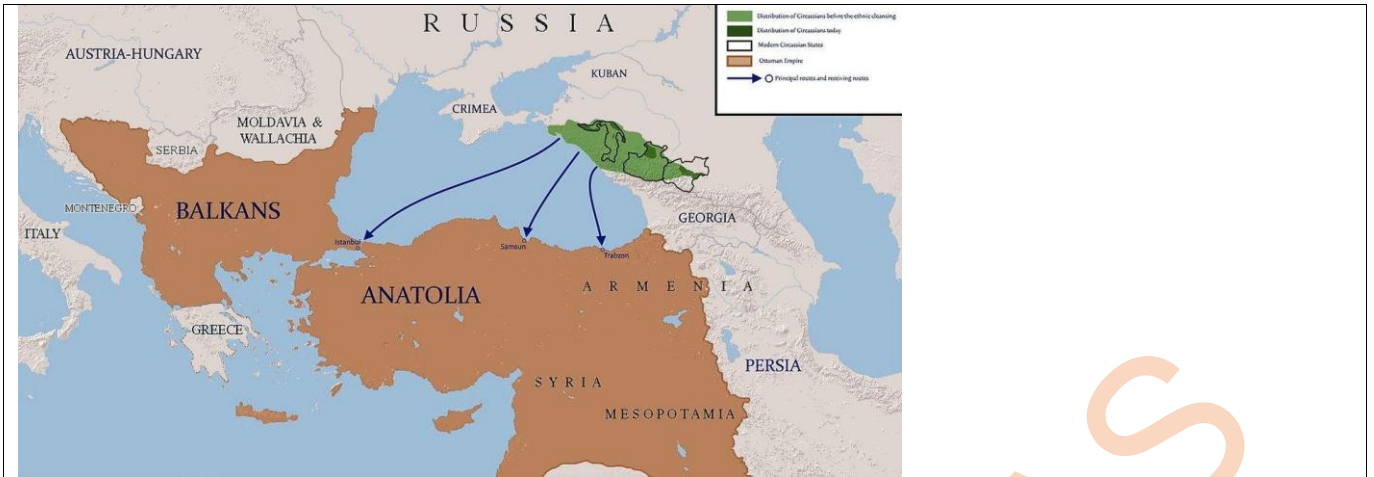 RUSSIA
AUSTRIA-HUNGARY
KUBAN
CRIMEA
MOLDAVIA &
WALLACHIA
SERBIA
MONTENEGRO
BALKANS
ITALY
GEORGIA
Istanbul
Samsun
Trabzon
ANATOLIA
ARMENIA
GREECE
PERSIA
SYRIA
MESOPOTAMIA
Distribution of Circassians before the ethnic cleansing
Distribution of Circassians today
Modern Circassian States
Ottoman Empire
Principal routes and receiving routes
S